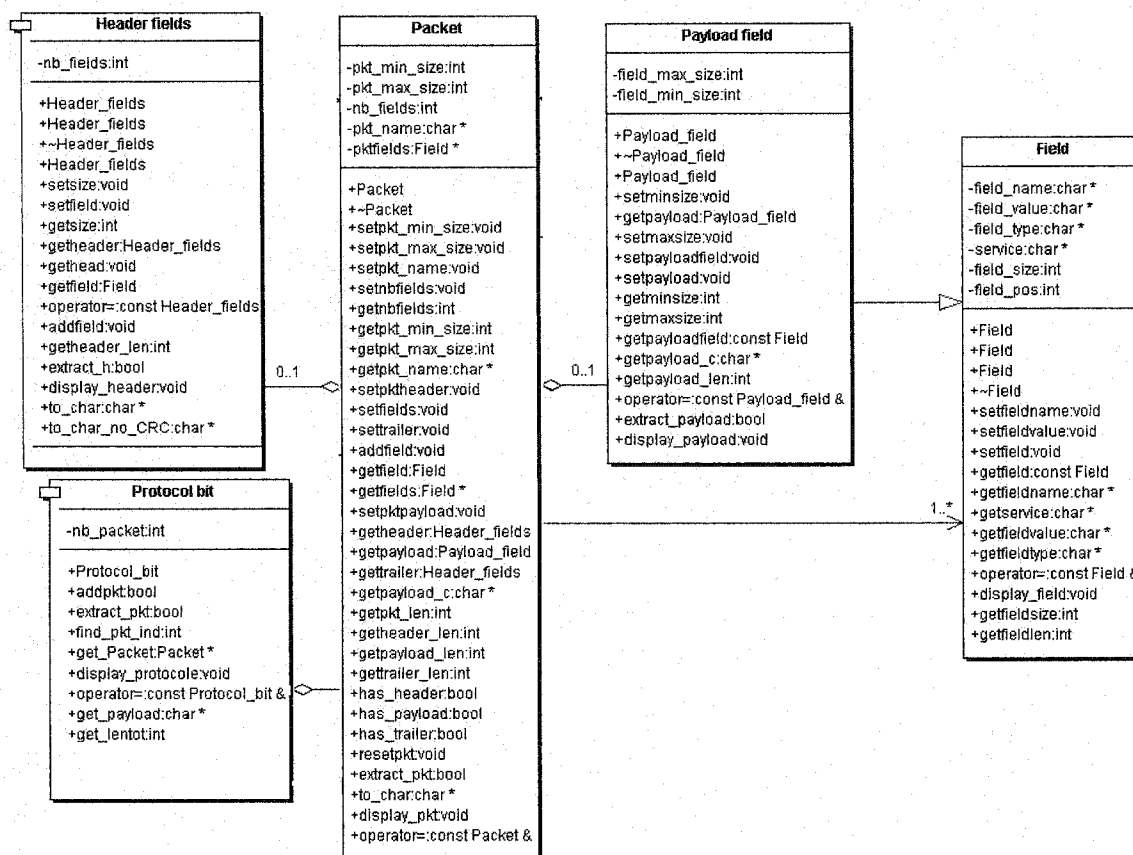 Header fields
-nb_fields:int
+Header_fields
+Header_fields
+~Header_fields
+Header_fields
+setsize:void
+setfield:void
+getsize:int
+getheader:Header_fields
+gethead:void
+getfield:Field
+operator=:const Header_fields
+addfield:void
+getheader_len:int
+extract_h:bool
+display_header:void
+to_char:char*
+to_char_no_CRC:char*
0..1
Protocol bit
-nb_packet:int
+Protocol_bit
+addpkt:bool
+extract_pkt:bool
+find_pkt_ind:int
+get_Packet:Packet*
+display_protocole:void
+operator=:const Protocol_bit &
+get_payload:char*
+get_lentot:int
Packet
-pkt_min_size:int
-pkt_max_size:int
-nb_fields:int
-pkt_name:char*
-pktfields:Field*
+Packet
+~Packet
+setpkt_min_size:void
+setpkt_max_size:void
+setpkt_name:void
+setnbfields:void
+getnbfields:int
+getpkt_min_size:int
+getpkt_max_size:int
+getpkt_name:char*
+setpktheader:void
+setfields:void
+settrailer:void
+addfield:void
+getfield:Field
+getfields:Field*
+setpktpayload:void
+getheader:Header_fields
+getpayload:Payload_field
+gettrailer:Header_fields
+getpayload_c:char*
+getpkt_len:int
+getheader_len:int
+getpayload_len:int
+gettrailer_len:int
+has_header:bool
+has_payload:bool
+has_trailer:bool
+resetpkt:void
+extract_pkt:bool
+to_char:char*
+display_pkt:void
+operator=:const Packet &
0..1
Payload field
-field_max_size:int
-field_min_size:int
+Payload_field
+~Payload_field
+Payload_field
+setminsize:void
+getpayload:Payload_field
+setmaxsize:void
+setpayloadfield:void
+setpayload:void
+getminsize:int
+getmaxsize:int
+getpayloadfield:const Field
+getpayload_c:char*
+getpayload_len:int
+operator=:const Payload_field &
+extract_payload:bool
+display_payload:void
1..*
Field
-field_name:char*
-field_value:char*
-field_type:char*
-service:char*
-field_size:int
-field_pos:int
+Field
+Field
+Field
+~Field
+setfieldname:void
+setfieldvalue:void
+setfield:void
+getfield:const Field
+getfieldname:char*
+getservice:char*
+getfieldvalue:char*
+getfieldtype:char*
+operator=:const Field &
+display_field:void
+getfieldsize:int
+getfieldlen:int